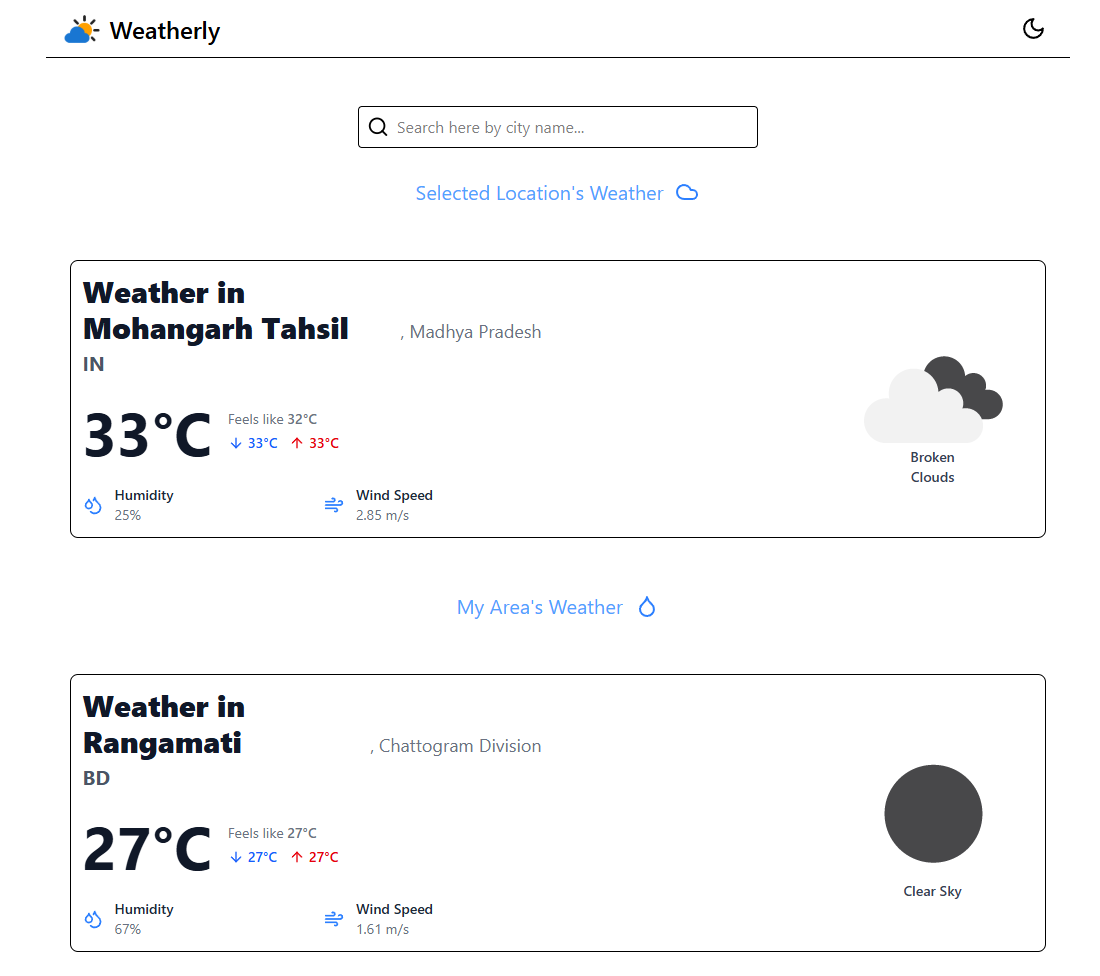 Weatherly
Search here by city name...
Selected Location's Weather
Weather in
Mohangarh Tahsil , Madhya Pradesh
IN
33°C
Feels like 32°C
↓ 33°C ↑ 33°C
Humidity
25%
Wind Speed
2.85 m/s
Broken
Clouds
My Area's Weather
Weather in
Rangamati , Chattogram Division
BD
27°C
Feels like 27°C
↓ 27°C ↑ 27°C
Humidity
67%
Wind Speed
1.61 m/s
Clear Sky